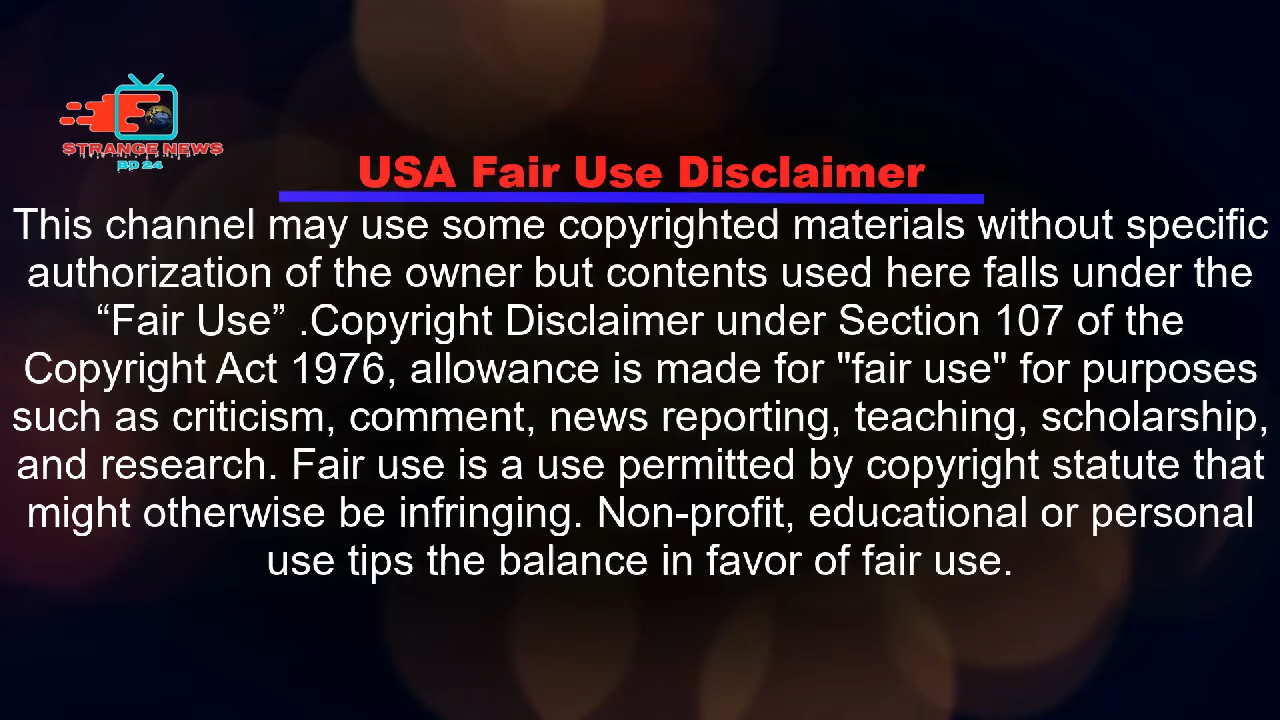 STRANGE NEWS
BD 24
USA Fair Use Disclaimer
This channel may use some copyrighted materials without specific
authorization of the owner but contents used here falls under the
“Fair Use” .Copyright Disclaimer under Section 107 of the
Copyright Act 1976, allowance is made for "fair use" for purposes
such as criticism, comment, news reporting, teaching, scholarship,
and research. Fair use is a use permitted by copyright statute that
might otherwise be infringing. Non-profit, educational or personal
use tips the balance in favor of fair use.